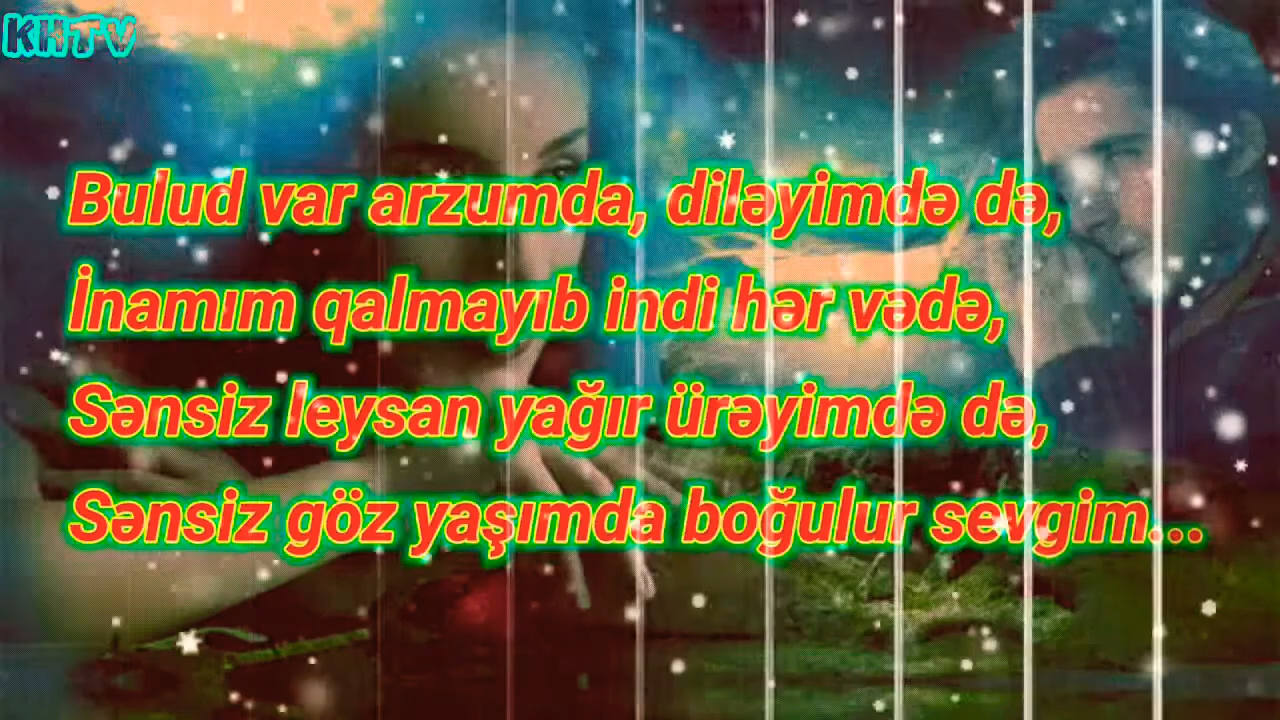 KHTV
Bulud var arzumda, diləyimdə də,
İnamım qalmayıb indi hər vədə,
Sənsiz leysan yağır ürəyimdə də,
Sənsiz göz yaşımda boğulur sevgim...